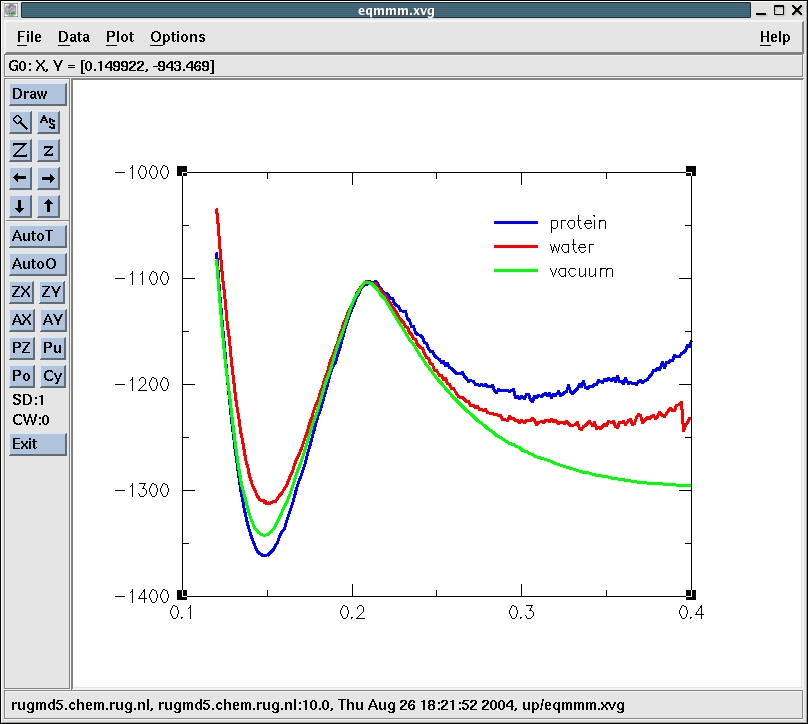 eqmmm.xvg
File Data Plot Options Help
G0: X, Y = [0.149922, -943.469]
Draw
A S
Z z
AutoT
AutoO
ZX ZY
AX AY
PZ Pu
Po Cy
SD:1
CW:0
Exit
-1000
-1100
-1200
-1300
-1400
0.1 0.2 0.3 0.4
protein
water
vacuum
rugmd5.chem.rug.nl, rugmd5.chem.rug.nl:10.0, Thu Aug 26 18:21:52 2004, up/eqmmm.xvg